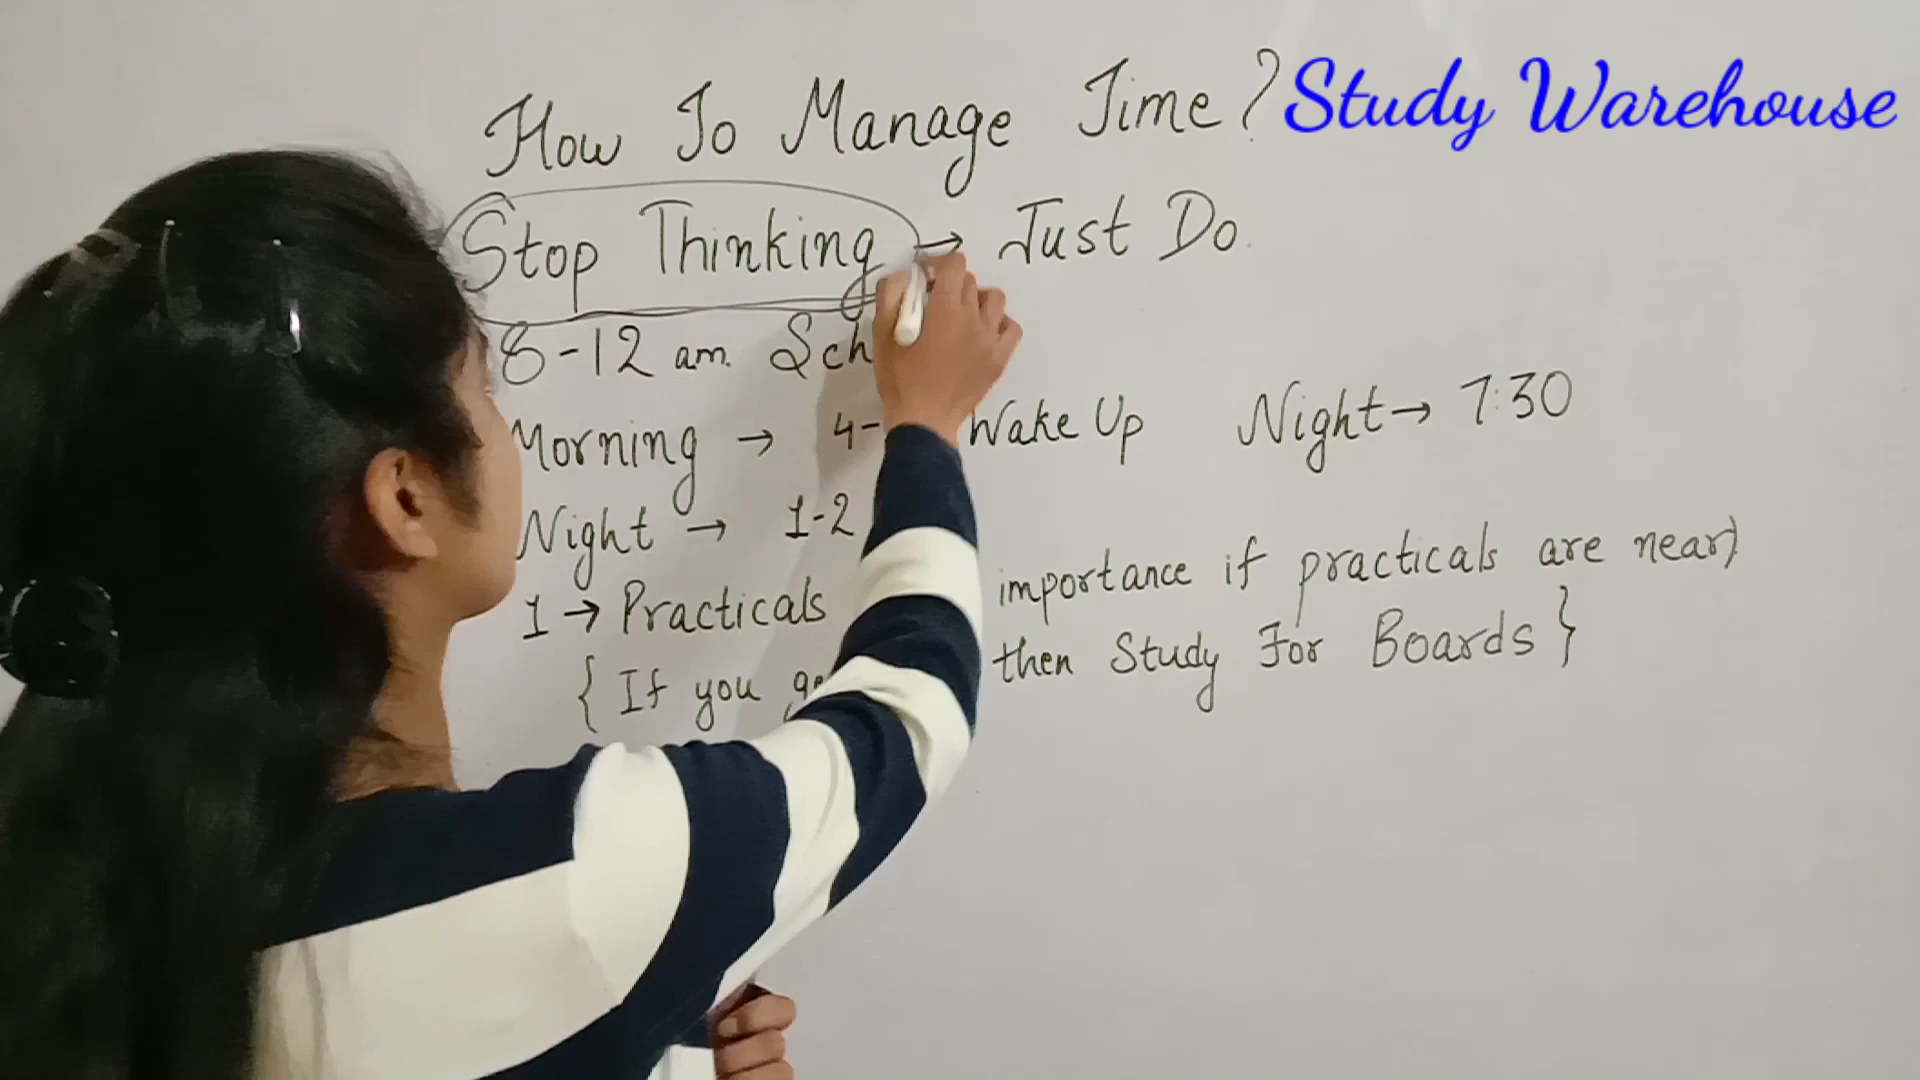 How To Manage Time?
Study Warehouse
Stop Thinking → Just Do
8-12 am.
Morning → 4- Wake Up Night → 7:30
Night → 1-2
1 → Practicals importance if practicals are near)
{ If you then Study For Boards }